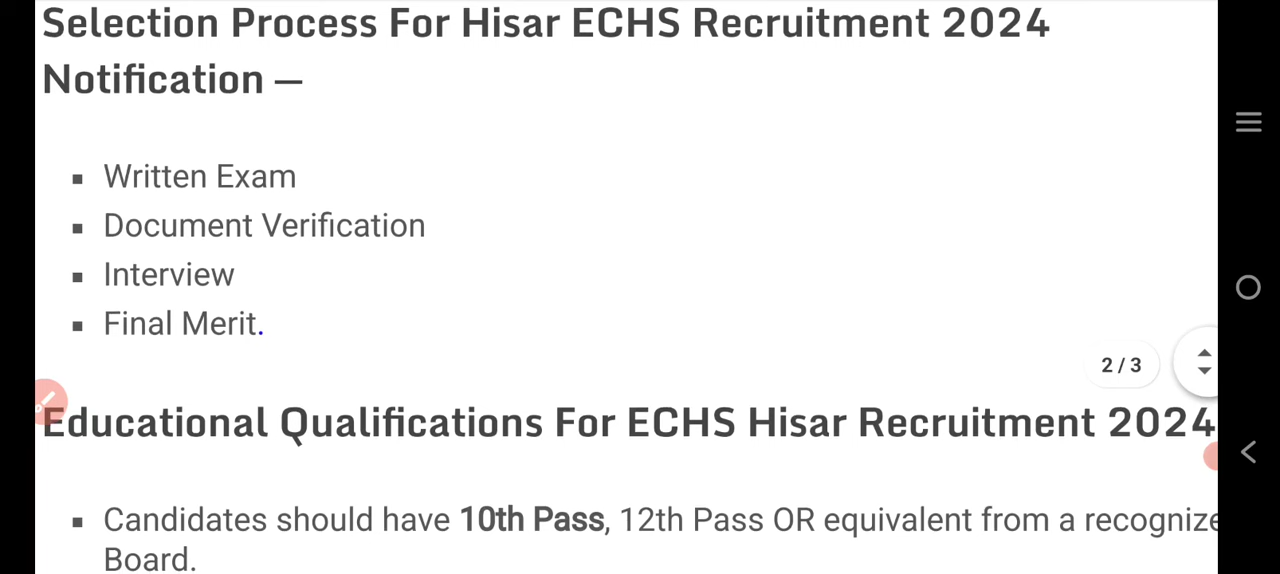 Selection Process For Hisar ECHS Recruitment 2024
Notification —
▪ Written Exam
▪ Document Verification
▪ Interview
▪ Final Merit.
2 / 3
Educational Qualifications For ECHS Hisar Recruitment 2024
▪ Candidates should have 10th Pass, 12th Pass OR equivalent from a recognize
Board.